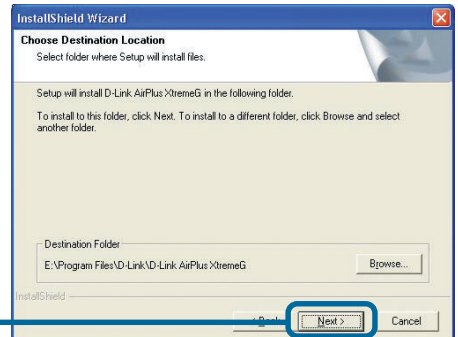 InstallShield Wizard
Choose Destination Location
Select folder where Setup will install files.
Setup will install D-Link AirPlus XtremeG in the following folder.
To install to this folder, click Next. To install to a different folder, click Browse and select
another folder.
Destination Folder
E:\Program Files\D-Link\D-Link AirPlus XtremeG
Browse...
InstallShield
Next >
Cancel